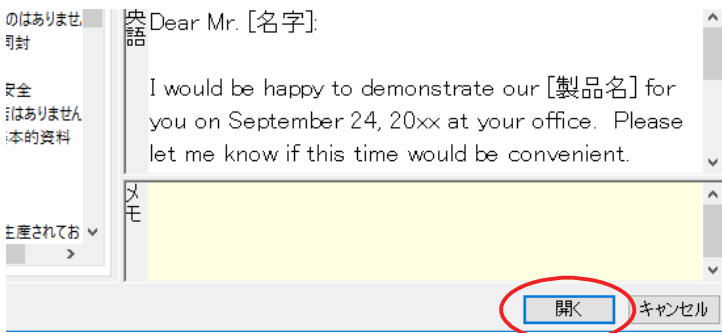 のはありませ
司封
安全
はありません
本的資料
生産されてお
英語
Dear Mr. [名字]:
I would be happy to demonstrate our [製品名] for
you on September 24, 20xx at your office. Please
let me know if this time would be convenient.
メモ
開く
キャンセル